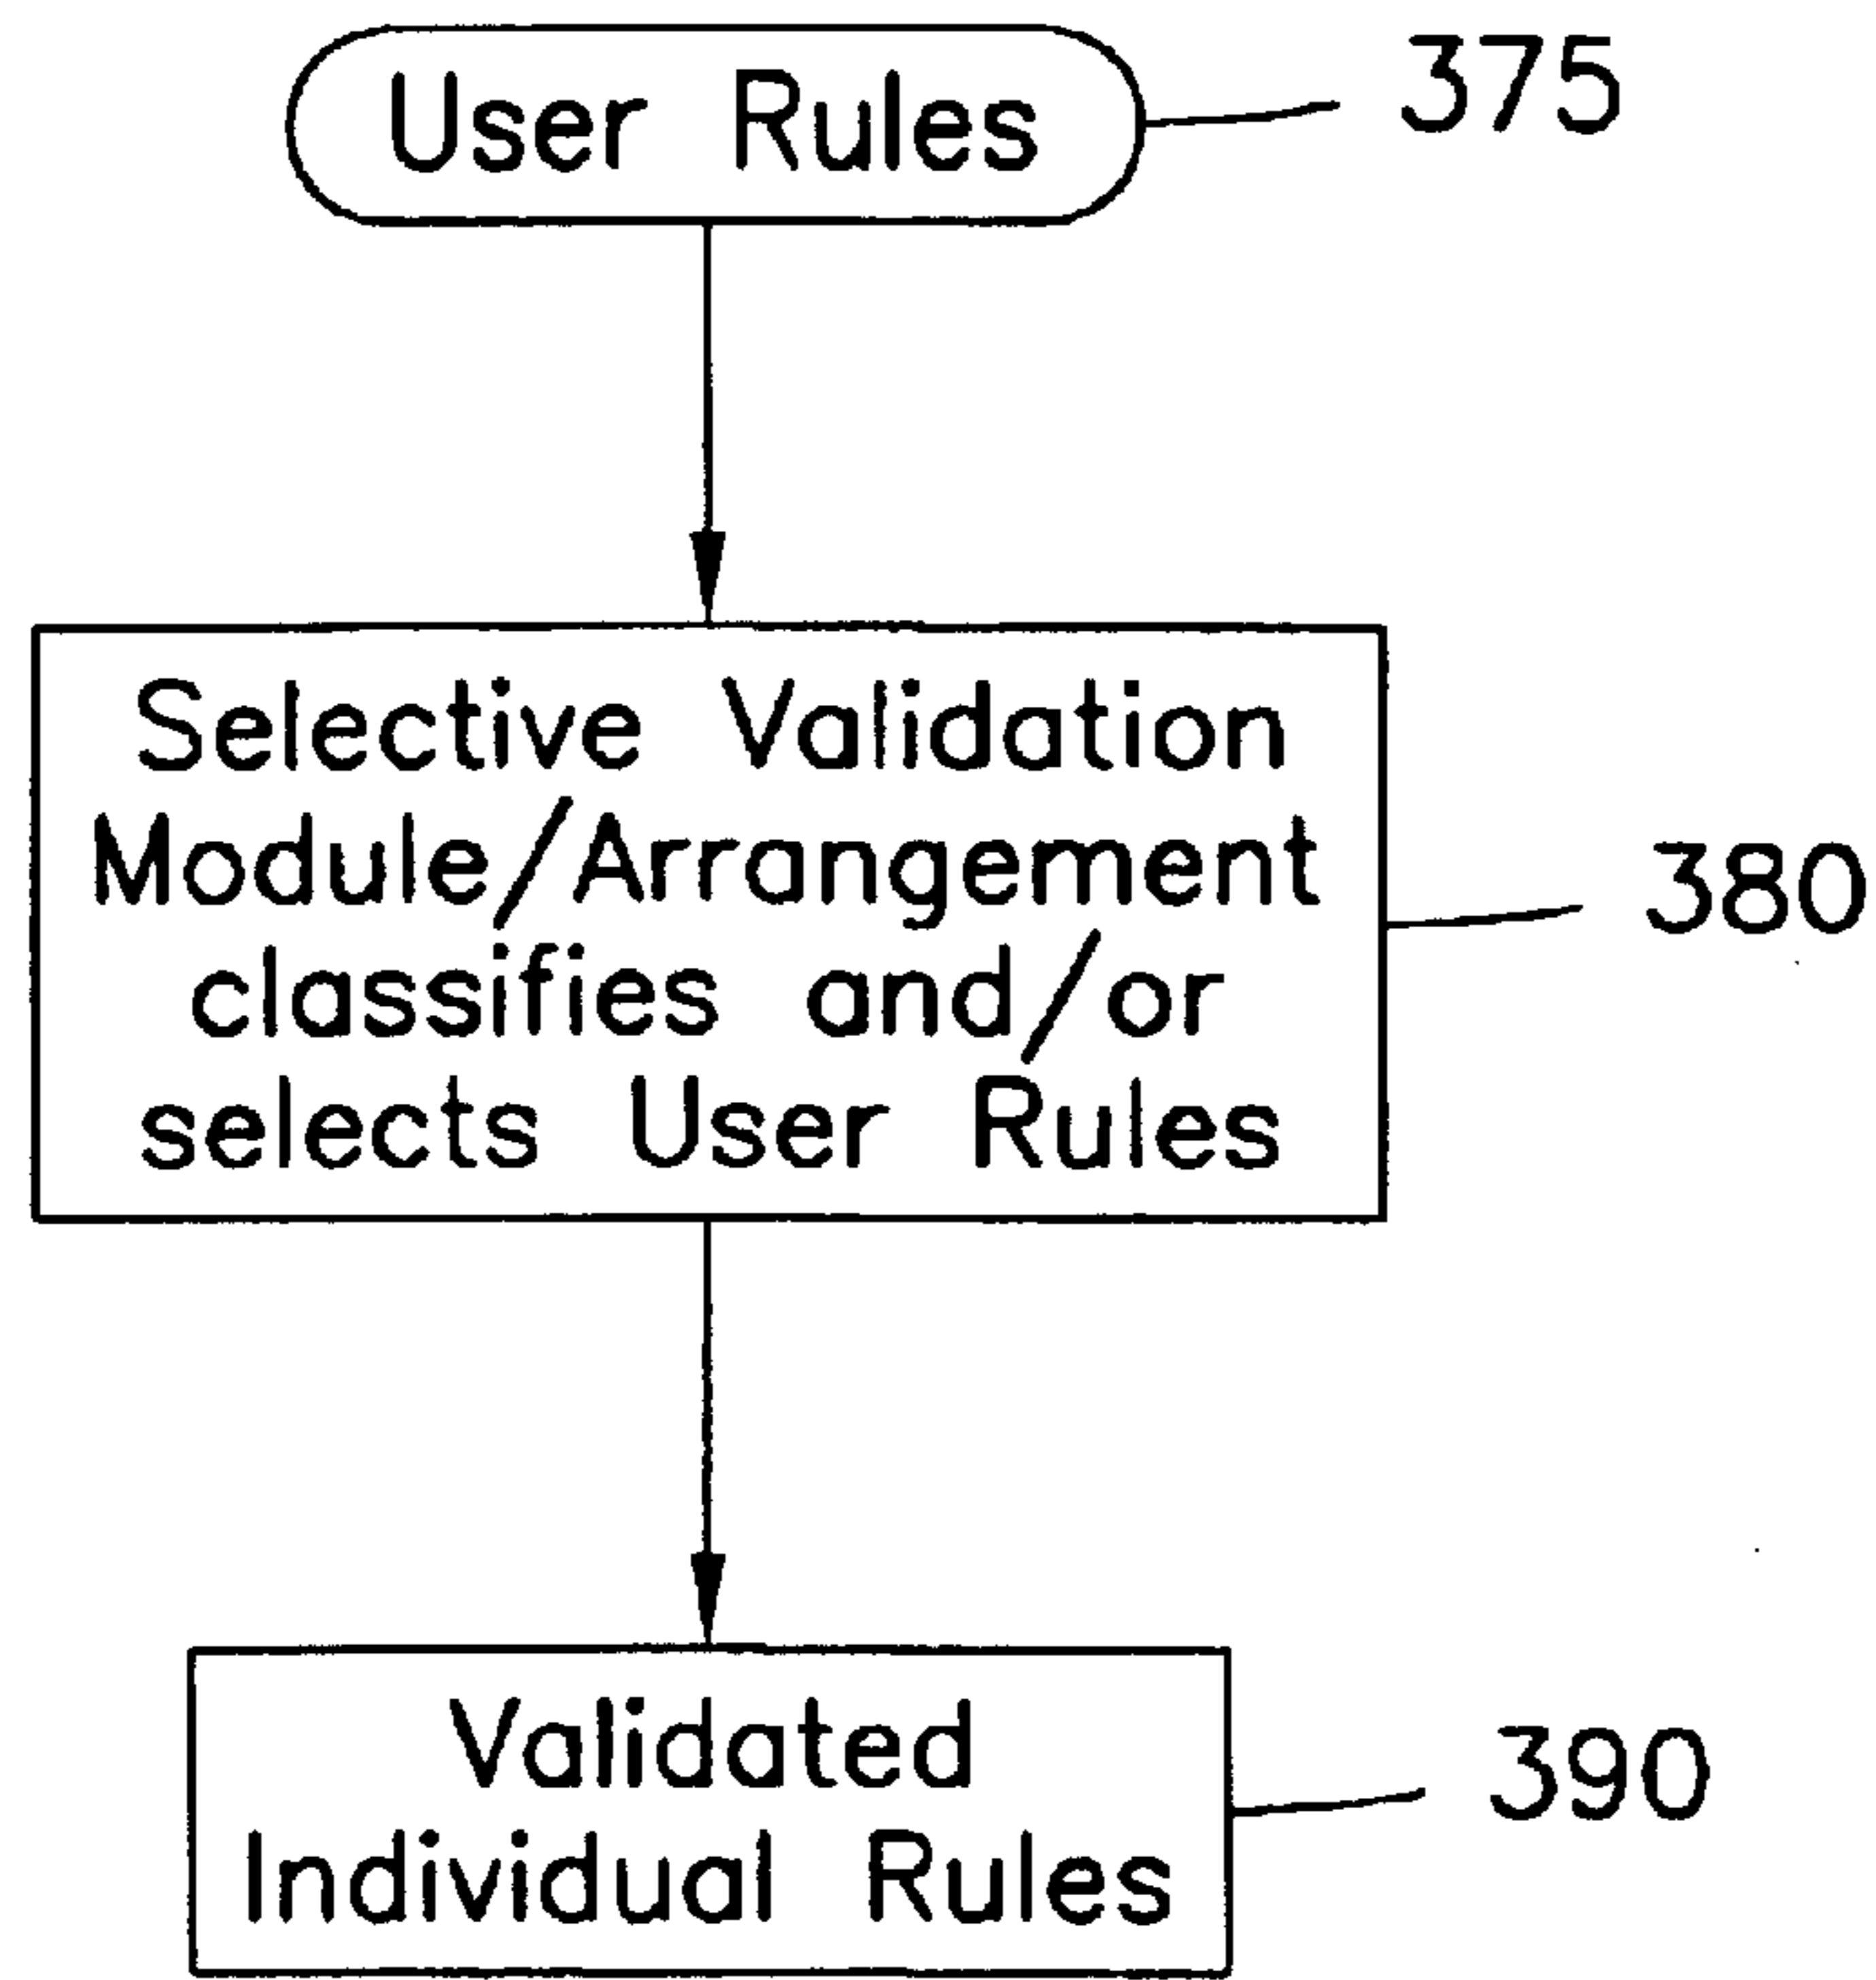 User Rules
375
Selective Validation
Module/Arrangement
classifies and/or
selects User Rules
380
Validated
Individual Rules
390